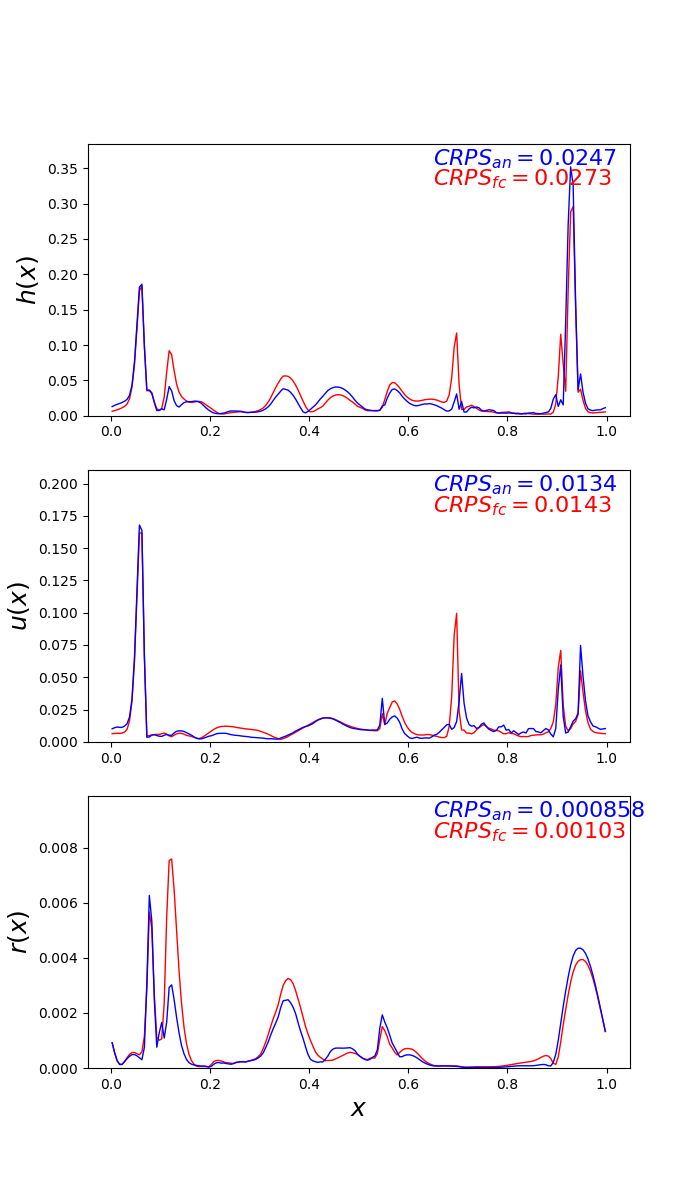 CRPS_an = 0.0247
CRPS_fc = 0.0273
h(x)
0.35
0.30
0.25
0.20
0.15
0.10
0.05
0.00
0.0 0.2 0.4 0.6 0.8 1.0
CRPS_an = 0.0134
CRPS_fc = 0.0143
u(x)
0.200
0.175
0.150
0.125
0.100
0.075
0.050
0.025
0.000
0.0 0.2 0.4 0.6 0.8 1.0
CRPS_an = 0.000858
CRPS_fc = 0.00103
r(x)
0.008
0.006
0.004
0.002
0.000
0.0 0.2 0.4 0.6 0.8 1.0
x